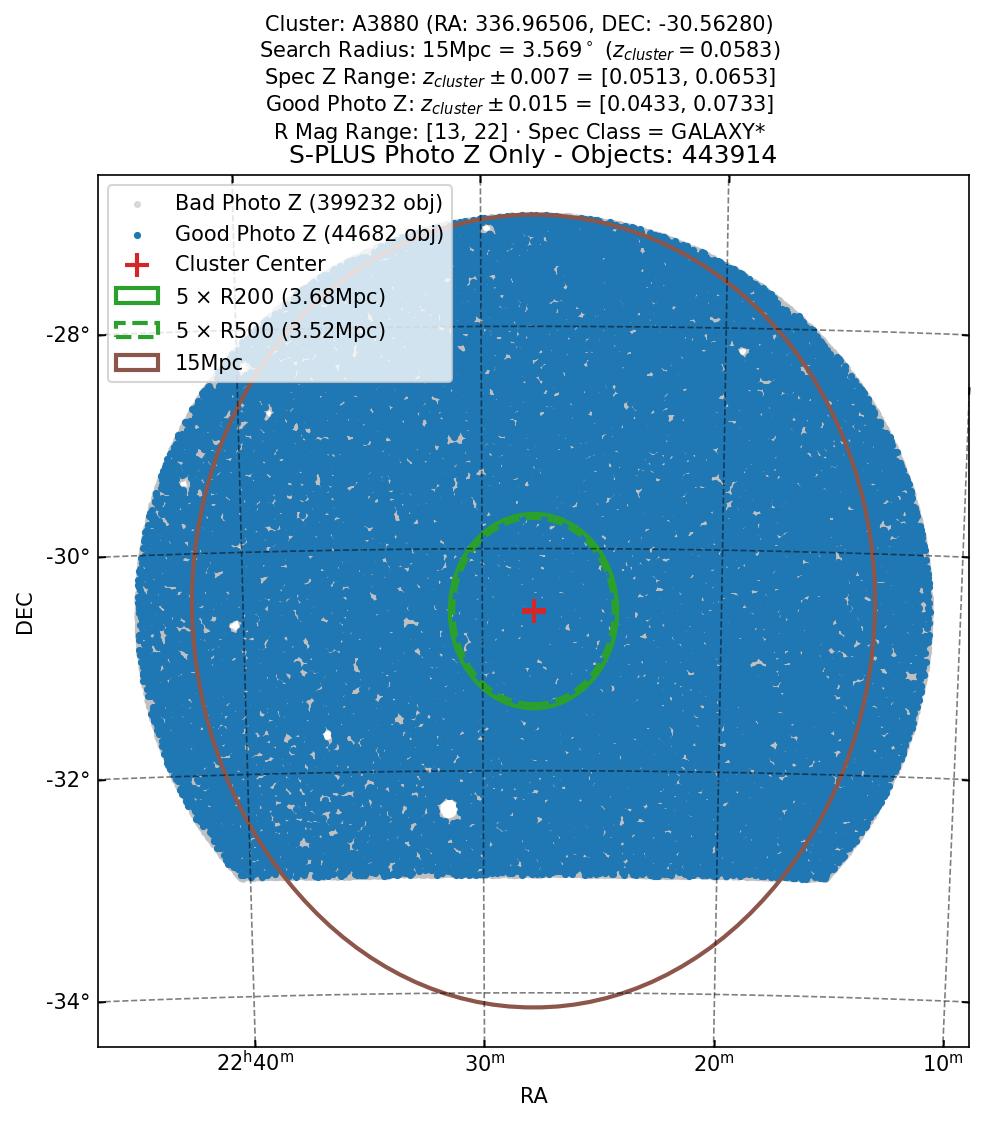 Cluster: A3880 (RA: 336.96506, DEC: -30.56280)
Search Radius: 15Mpc = 3.569° (z_cluster = 0.0583)
Spec Z Range: z_cluster ± 0.007 = [0.0513, 0.0653]
Good Photo Z: z_cluster ± 0.015 = [0.0433, 0.0733]
R Mag Range: [13, 22] · Spec Class = GALAXY*
S-PLUS Photo Z Only - Objects: 443914
Bad Photo Z (399232 obj)
Good Photo Z (44682 obj)
Cluster Center
5 × R200 (3.68Mpc)
5 × R500 (3.52Mpc)
15Mpc
-28°
-30°
-32°
-34°
DEC
22h40m 30m 20m 10m
RA